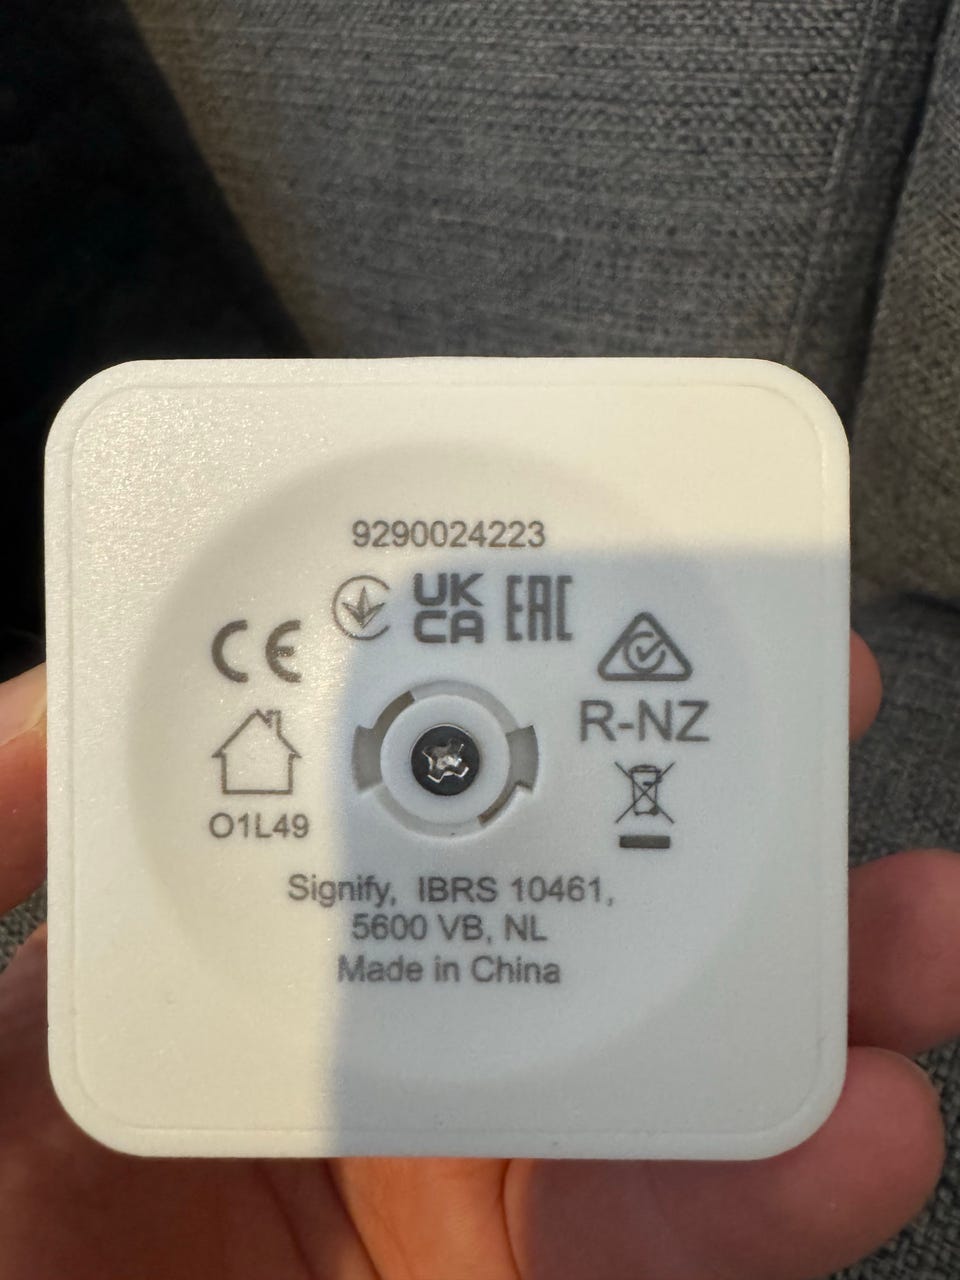 9290024223
UK
CA
EAC
CE
R-NZ
O1L49
Signify, IBRS 10461,
5600 VB, NL
Made in China